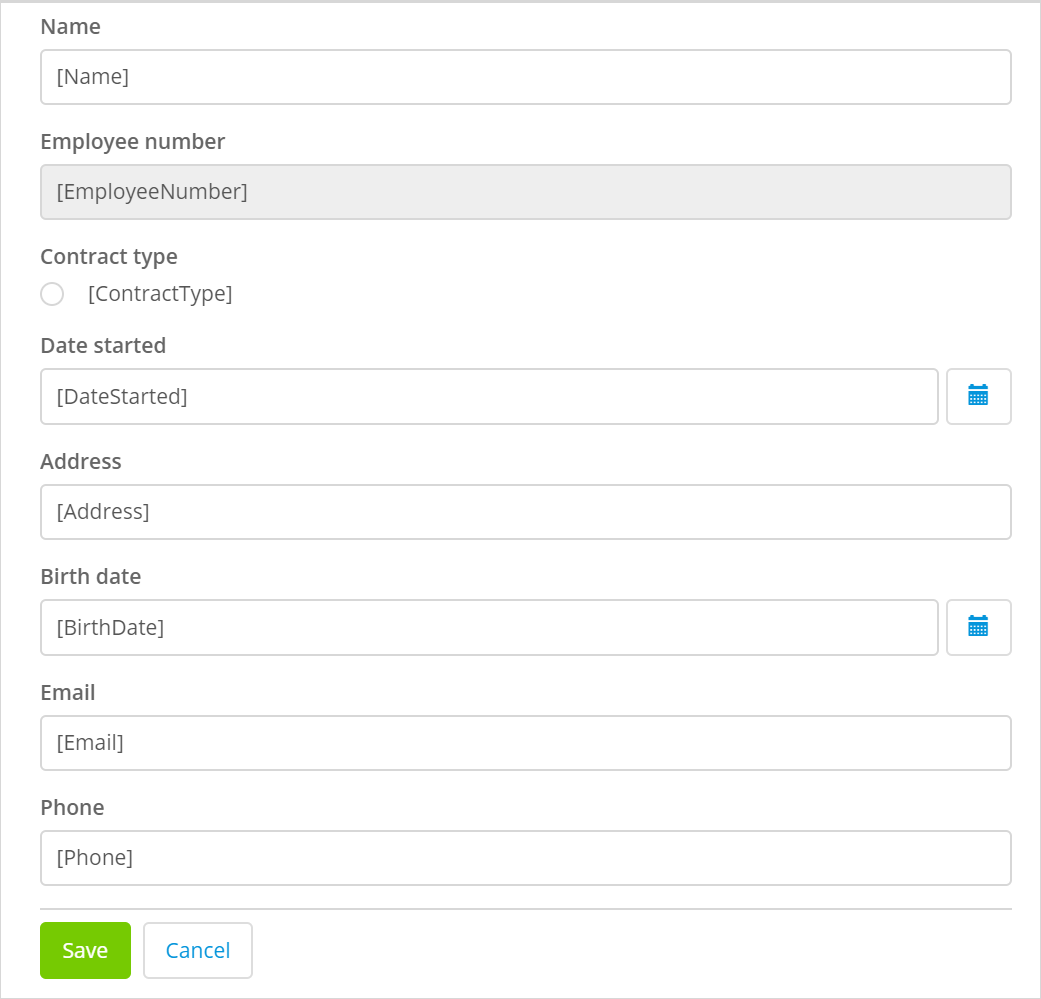 Name
[Name]
Employee number
[EmployeeNumber]
Contract type
[ContractType]
Date started
[DateStarted]
Address
[Address]
Birth date
[BirthDate]
Email
[Email]
Phone
[Phone]
Save Cancel